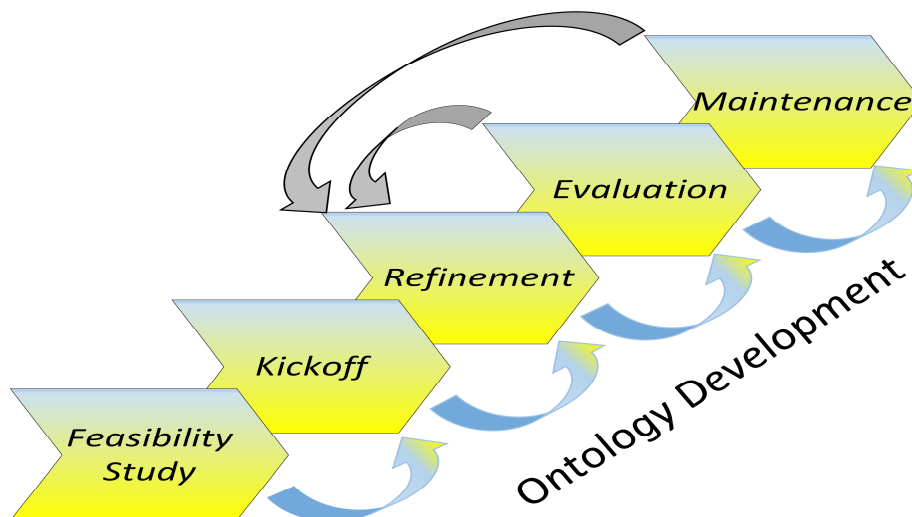 Maintenance
Evaluation
Refinement
Kickoff
Feasibility
Study
Ontology Development